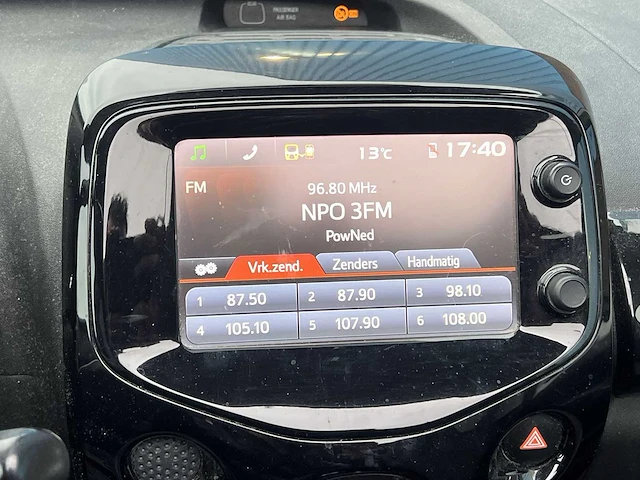 PASSENGER
AIR BAG
13°C
17:40
FM
96.80 MHz
NPO 3FM
PowNed
Vrk.zend.
Zenders
Handmatig
1 87.50
2 87.90
3 98.10
4 105.10
5 107.90
6 108.00